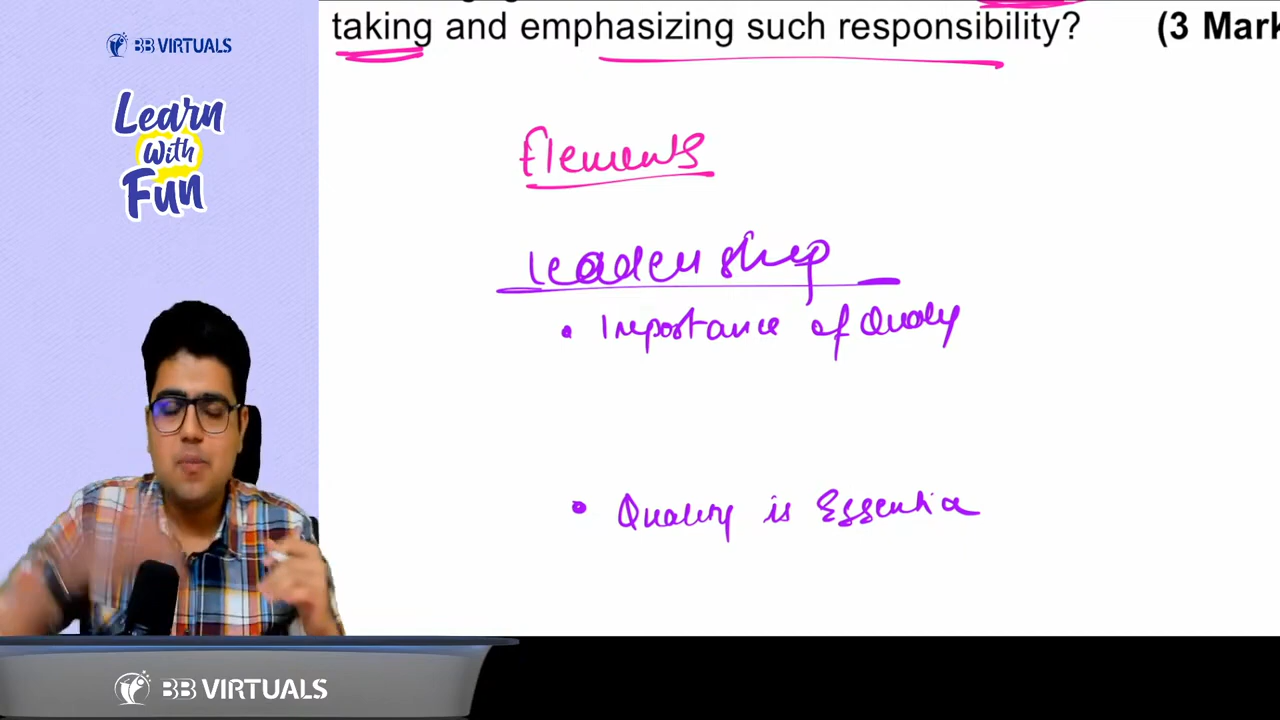 BB VIRTUALS
Learn
With
Fun
taking and emphasizing such responsibility? (3 Mark
Elements
leadership
• Importance of Quality
• Quality is Essentia
BB VIRTUALS